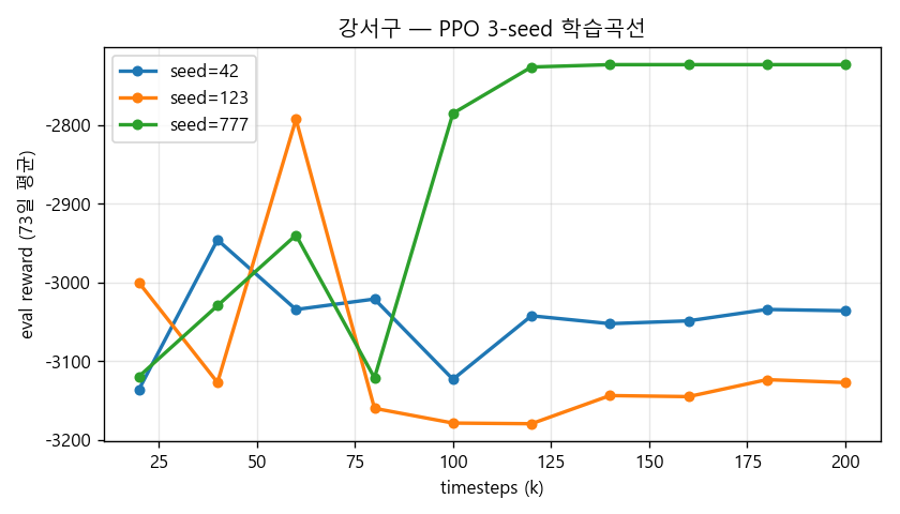 강서구 — PPO 3-seed 학습곡선
seed=42
seed=123
seed=777
eval reward (73일 평균)
-2800
-2900
-3000
-3100
-3200
25 50 75 100 125 150 175 200
timesteps (k)